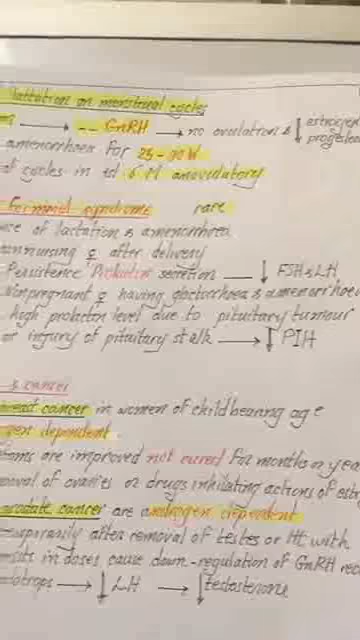 lactation on menstrual cycles
→ -- GnRH → no ovulation & ↓ estrogen
progesterone
amenorrhea for 25-30 W
cycles in 1st 6 M anovulatory
Frommel syndrome rare
of lactation & amenorrhea
nonnursing ♀ after delivery
Persistence Prolactin secretion — ↓ FSH & LH
Nonpregnant ♀ having galactorrhea & amenorrhea
high prolactin level due to pituitary tumour
or injury of pituitary stalk → ↓ PIH
& cancer
breast cancer in women of childbearing age
dependent
are improved not cured for months or years
of ovaries or drugs inhibiting actions of
cancer are androgen dependent
after removal of testes or ttt with
in doses cause down-regulation of GnRH
→ ↓ LH → ↓ testosterone